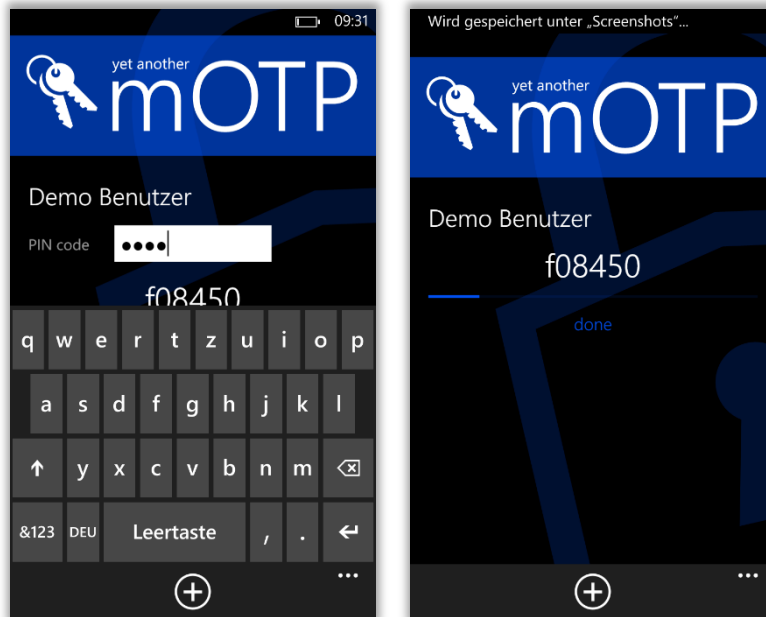 09:31
yet another
mOTP
Demo Benutzer
PIN code ●●●●
f08450
q w e r t z u i o p
a s d f g h j k l
y x c v b n m
&123 DEU Leertaste , .
Wird gespeichert unter „Screenshots“...
yet another
mOTP
Demo Benutzer
f08450
done